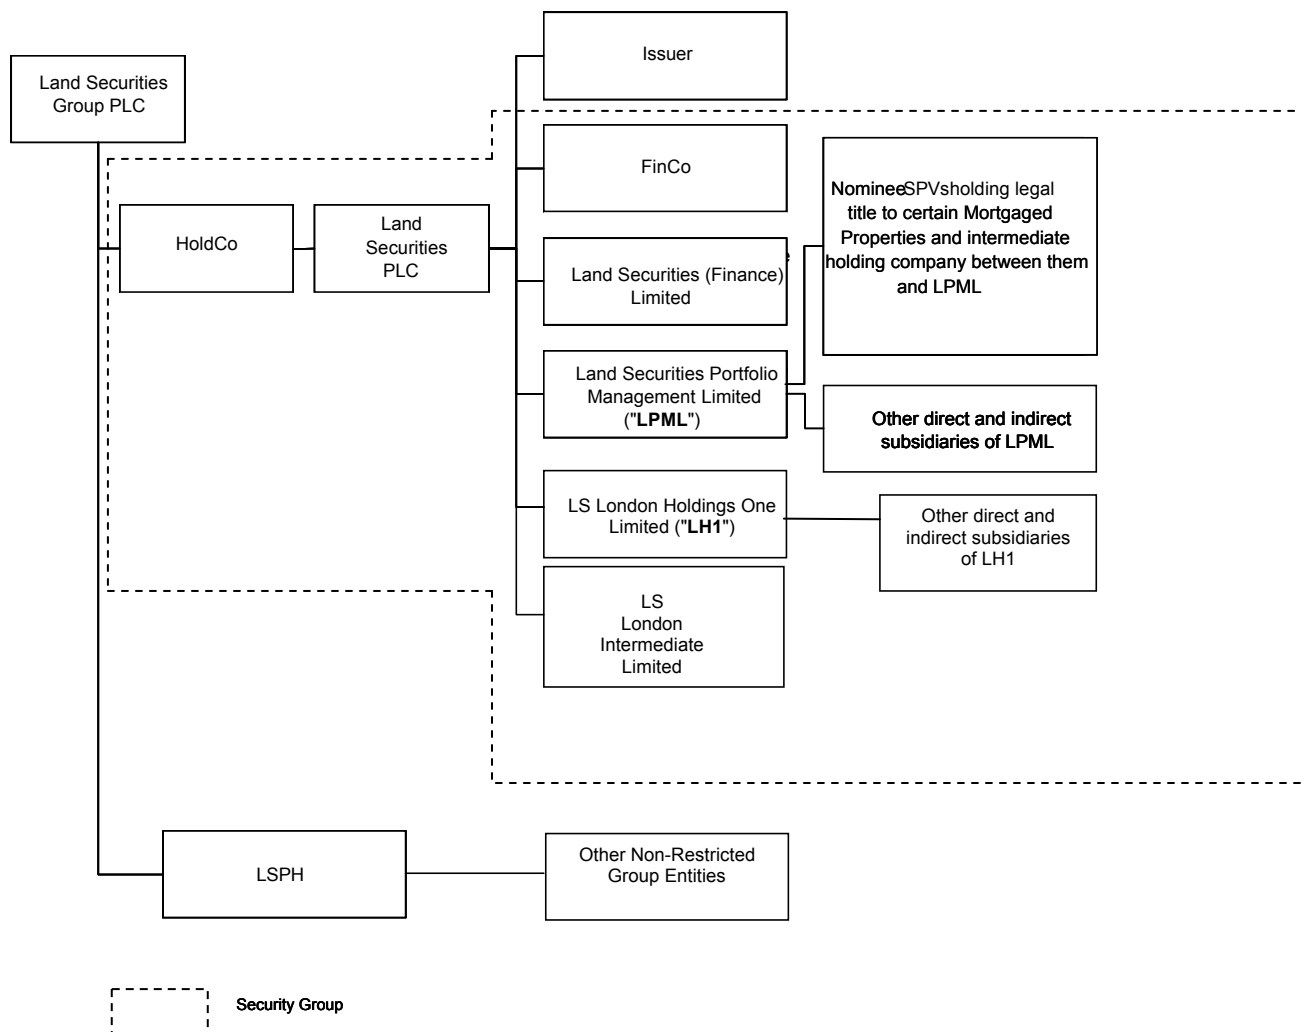 Issuer
Land Securities
Group PLC
FinCo
NomineeSPVsholding legal
title to certain Mortgaged
Properties and intermediate
holding company between them
and LPML
HoldCo
Land
Securities
PLC
Land Securities (Finance)
Limited
Land Securities Portfolio
Management Limited
("LPML")
Other direct and indirect
subsidiaries of LPML
LS London Holdings One
Limited ("LH1")
Other direct and
indirect subsidiaries
of LH1
LS
London
Intermediate
Limited
LSPH
Other Non-Restricted
Group Entities
Security Group